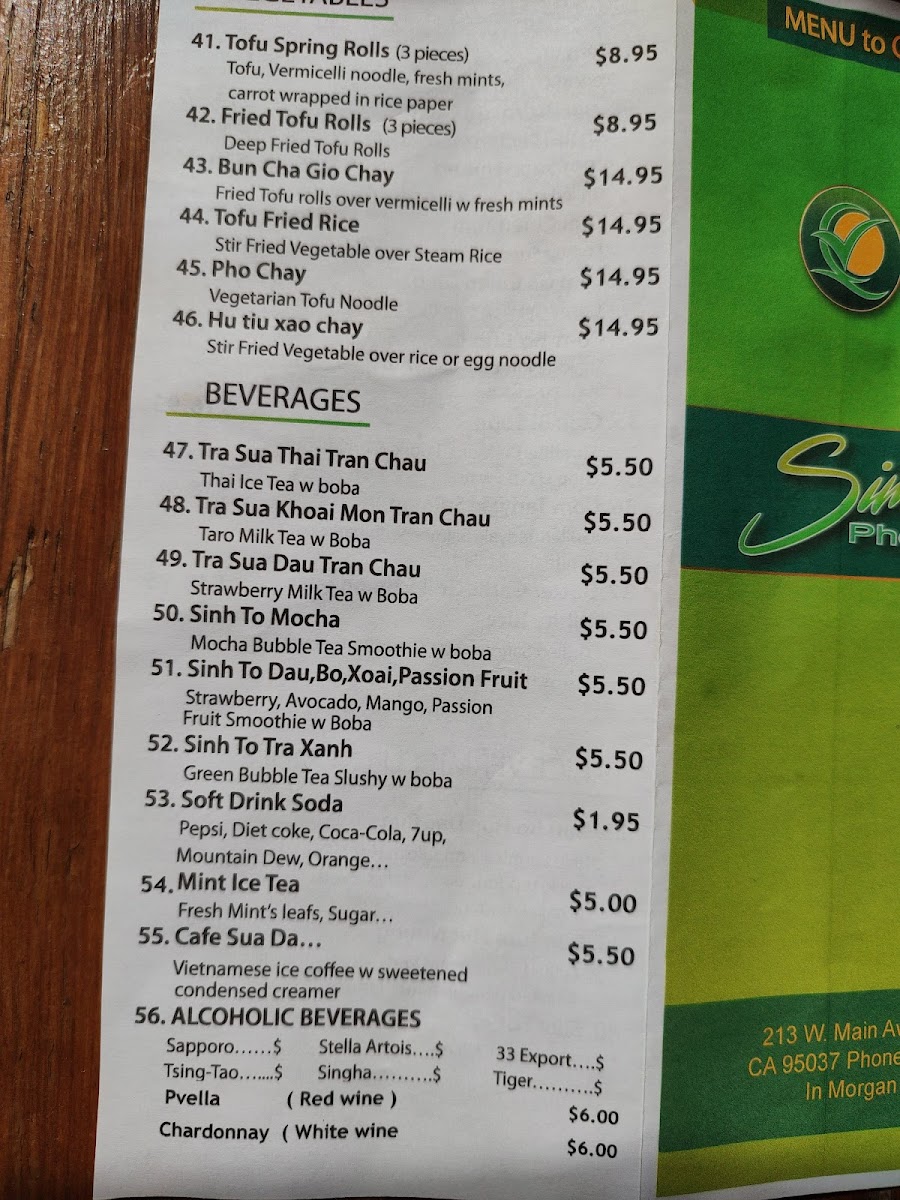 41. Tofu Spring Rolls (3 pieces) $8.95
Tofu, Vermicelli noodle, fresh mints,
carrot wrapped in rice paper
42. Fried Tofu Rolls (3 pieces) $8.95
Deep Fried Tofu Rolls
43. Bun Cha Gio Chay $14.95
Fried Tofu rolls over vermicelli w fresh mints
44. Tofu Fried Rice $14.95
Stir Fried Vegetable over Steam Rice
45. Pho Chay $14.95
Vegetarian Tofu Noodle
46. Hu tiu xao chay $14.95
Stir Fried Vegetable over rice or egg noodle
BEVERAGES
47. Tra Sua Thai Tran Chau $5.50
Thai Ice Tea w boba
48. Tra Sua Khoai Mon Tran Chau $5.50
Taro Milk Tea w Boba
49. Tra Sua Dau Tran Chau $5.50
Strawberry Milk Tea w Boba
50. Sinh To Mocha $5.50
Mocha Bubble Tea Smoothie w boba
51. Sinh To Dau,Bo,Xoai,Passion Fruit $5.50
Strawberry, Avocado, Mango, Passion
Fruit Smoothie w Boba
52. Sinh To Tra Xanh $5.50
Green Bubble Tea Slushy w boba
53. Soft Drink Soda $1.95
Pepsi, Diet coke, Coca-Cola, 7up,
Mountain Dew, Orange...
54. Mint Ice Tea $5.00
Fresh Mint's leafs, Sugar...
55. Cafe Sua Da... $5.50
Vietnamese ice coffee w sweetened
condensed creamer
56. ALCOHOLIC BEVERAGES
Sapporo......$ Stella Artois....$ 33 Export....$
Tsing-Tao.......$ Singha..........$ Tiger..........$
Pvella ( Red wine ) $6.00
Chardonnay ( White wine $6.00
MENU to
Pho
213 W. Main
CA 95037 Phone
In Morgan